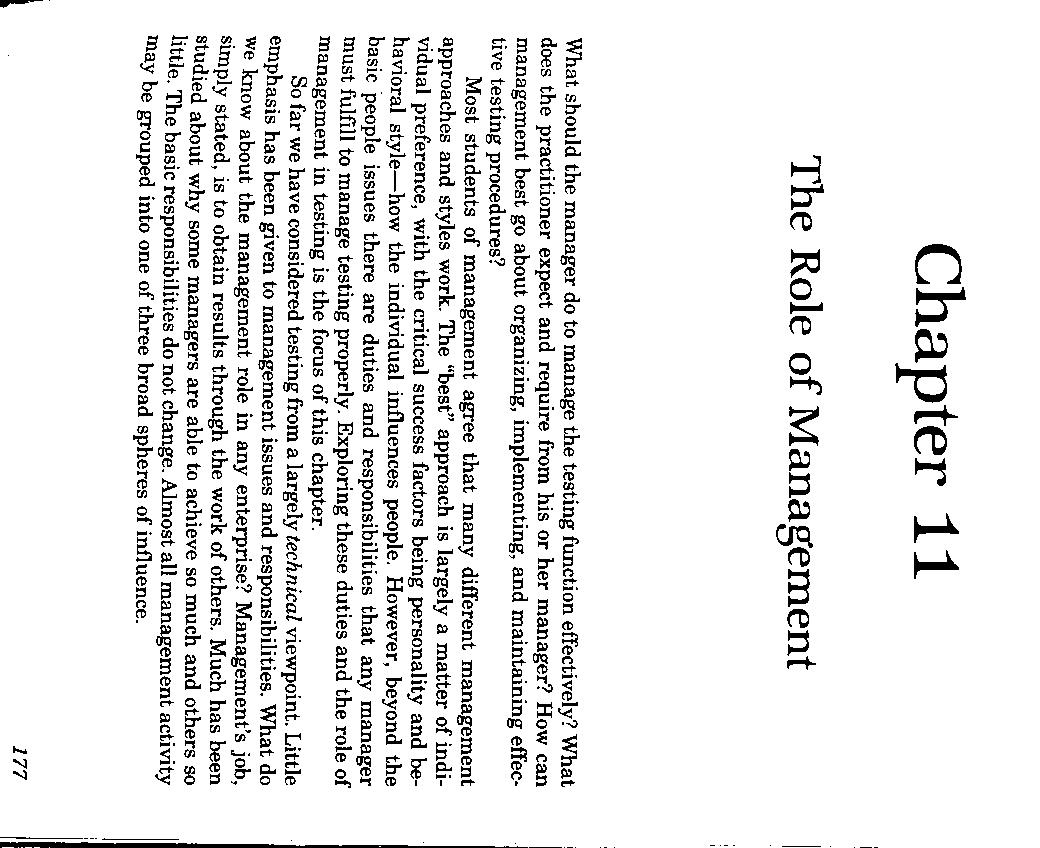 Chapter 11
The Role of Management
What should the manager do to manage the testing function effectively? What
does the practitioner expect and require from his or her manager? How can
management best go about organizing, implementing, and maintaining effec-
tive testing procedures?
Most students of management agree that many different management
approaches and styles work. The “best” approach is largely a matter of indi-
vidual preference, with the critical success factors being personality and be-
havioral style—how the individual influences people. However, beyond the
basic people issues there are duties and responsibilities that any manager
must fulfill to manage testing properly. Exploring these duties and the role of
management in testing is the focus of this chapter.
So far we have considered testing from a largely technical viewpoint. Little
emphasis has been given to management issues and responsibilities. What do
we know about the management role in any enterprise? Management's job,
simply stated, is to obtain results through the work of others. Much has been
studied about why some managers are able to achieve so much and others so
little. The basic responsibilities do not change. Almost all management activity
may be grouped into one of three broad spheres of influence.
177